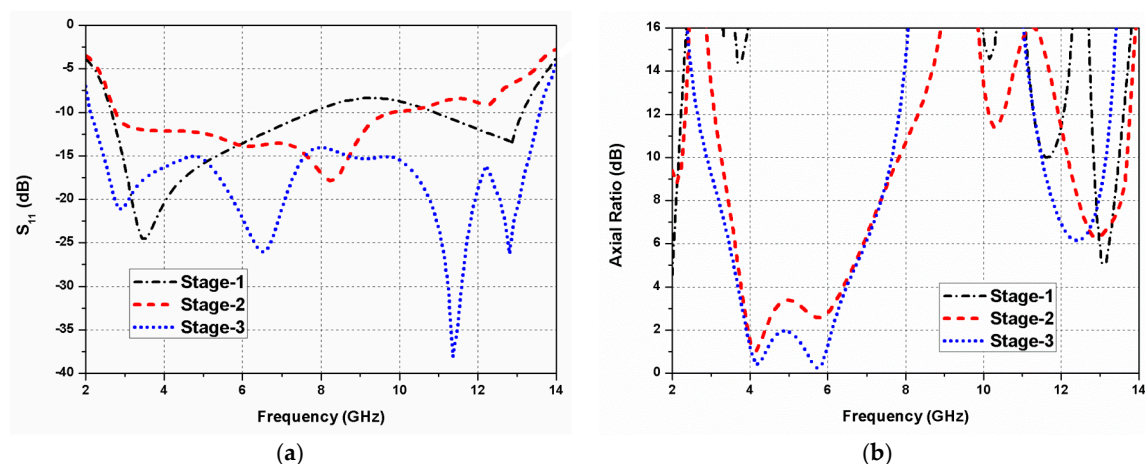 0
-5
-10
-15
-20
-25
-30
-35
-40
S11 (dB)
2 4 6 8 10 12 14
Frequency (GHz)
Stage-1
Stage-2
Stage-3
(a)
16
14
12
10
8
6
4
2
0
Axial Ratio (dB)
2 4 6 8 10 12 14
Frequency (GHz)
Stage-1
Stage-2
Stage-3
(b)